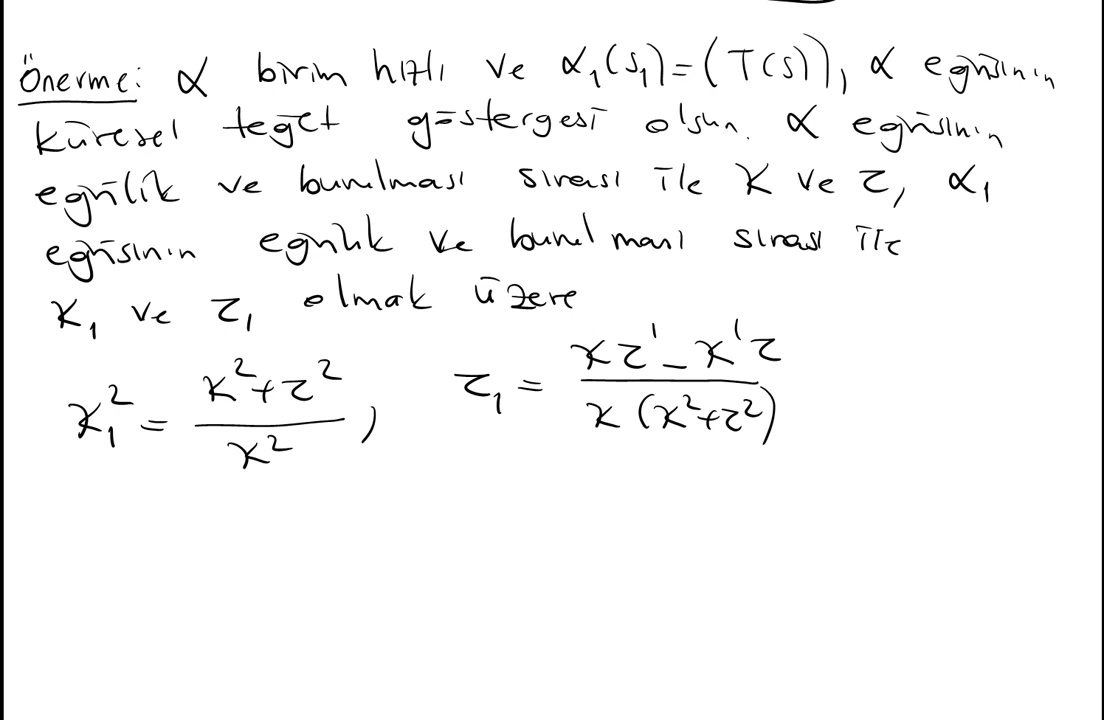 Önerme: α birim hızlı ve α₁(s₁)=(T(s)), α eğrisinin
küresel teğet göstergesi olsun. α eğrisinin
eğrilik ve burulması sırası ile κ ve τ, α₁
eğrisinin eğrilik ve burulması sırası ile
κ₁ ve τ₁ olmak üzere
κ₁² = (κ²+τ²)/κ², τ₁ = (κτ'-κ'τ)/(κ(κ²+τ²))